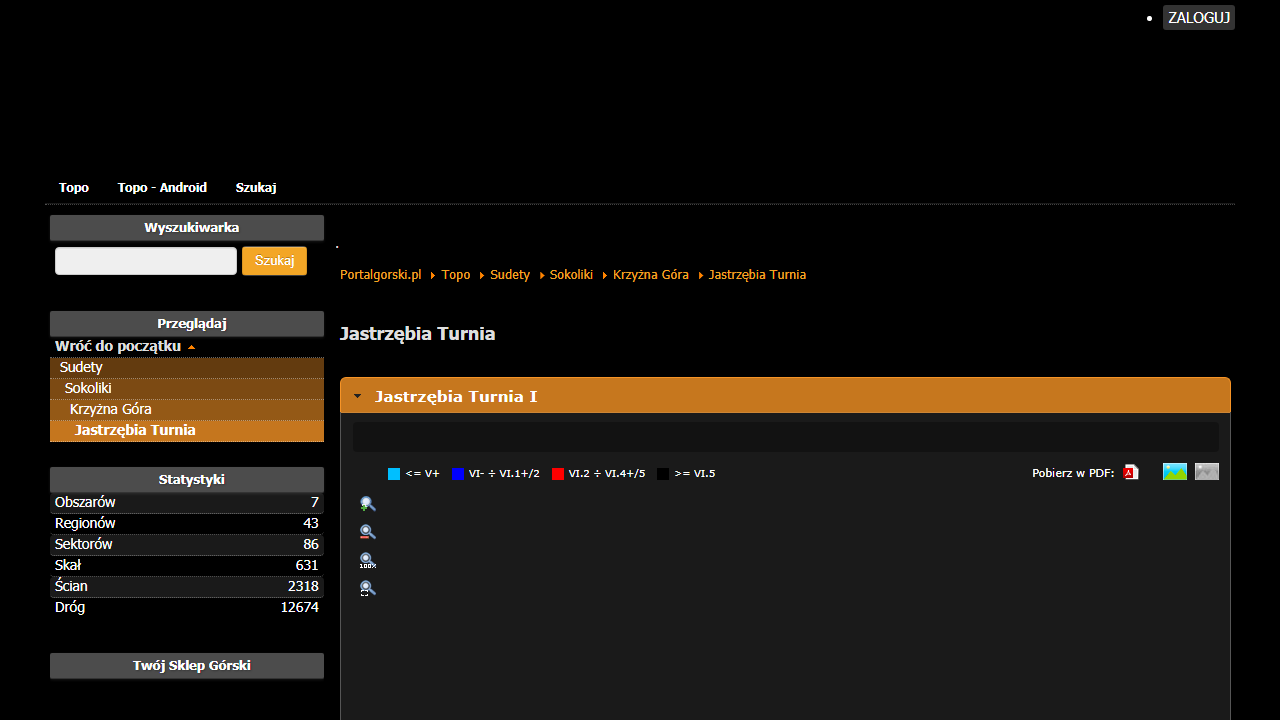 ZALOGUJ
Topo Topo - Android Szukaj
Wyszukiwarka
Szukaj
.
Portalgorski.pl Topo Sudety Sokoliki Krzyżna Góra Jastrzębia Turnia
Przeglądaj
Wróć do początku
Sudety
Sokoliki
Krzyżna Góra
Jastrzębia Turnia
Jastrzębia Turnia
Jastrzębia Turnia I
<= V+ VI- ÷ VI.1+/2 VI.2 ÷ VI.4+/5 >= VI.5 Pobierz w PDF:
100%
Statystyki
Obszarów 7
Regionów 43
Sektorów 86
Skał 631
Ścian 2318
Dróg 12674
Twój Sklep Górski